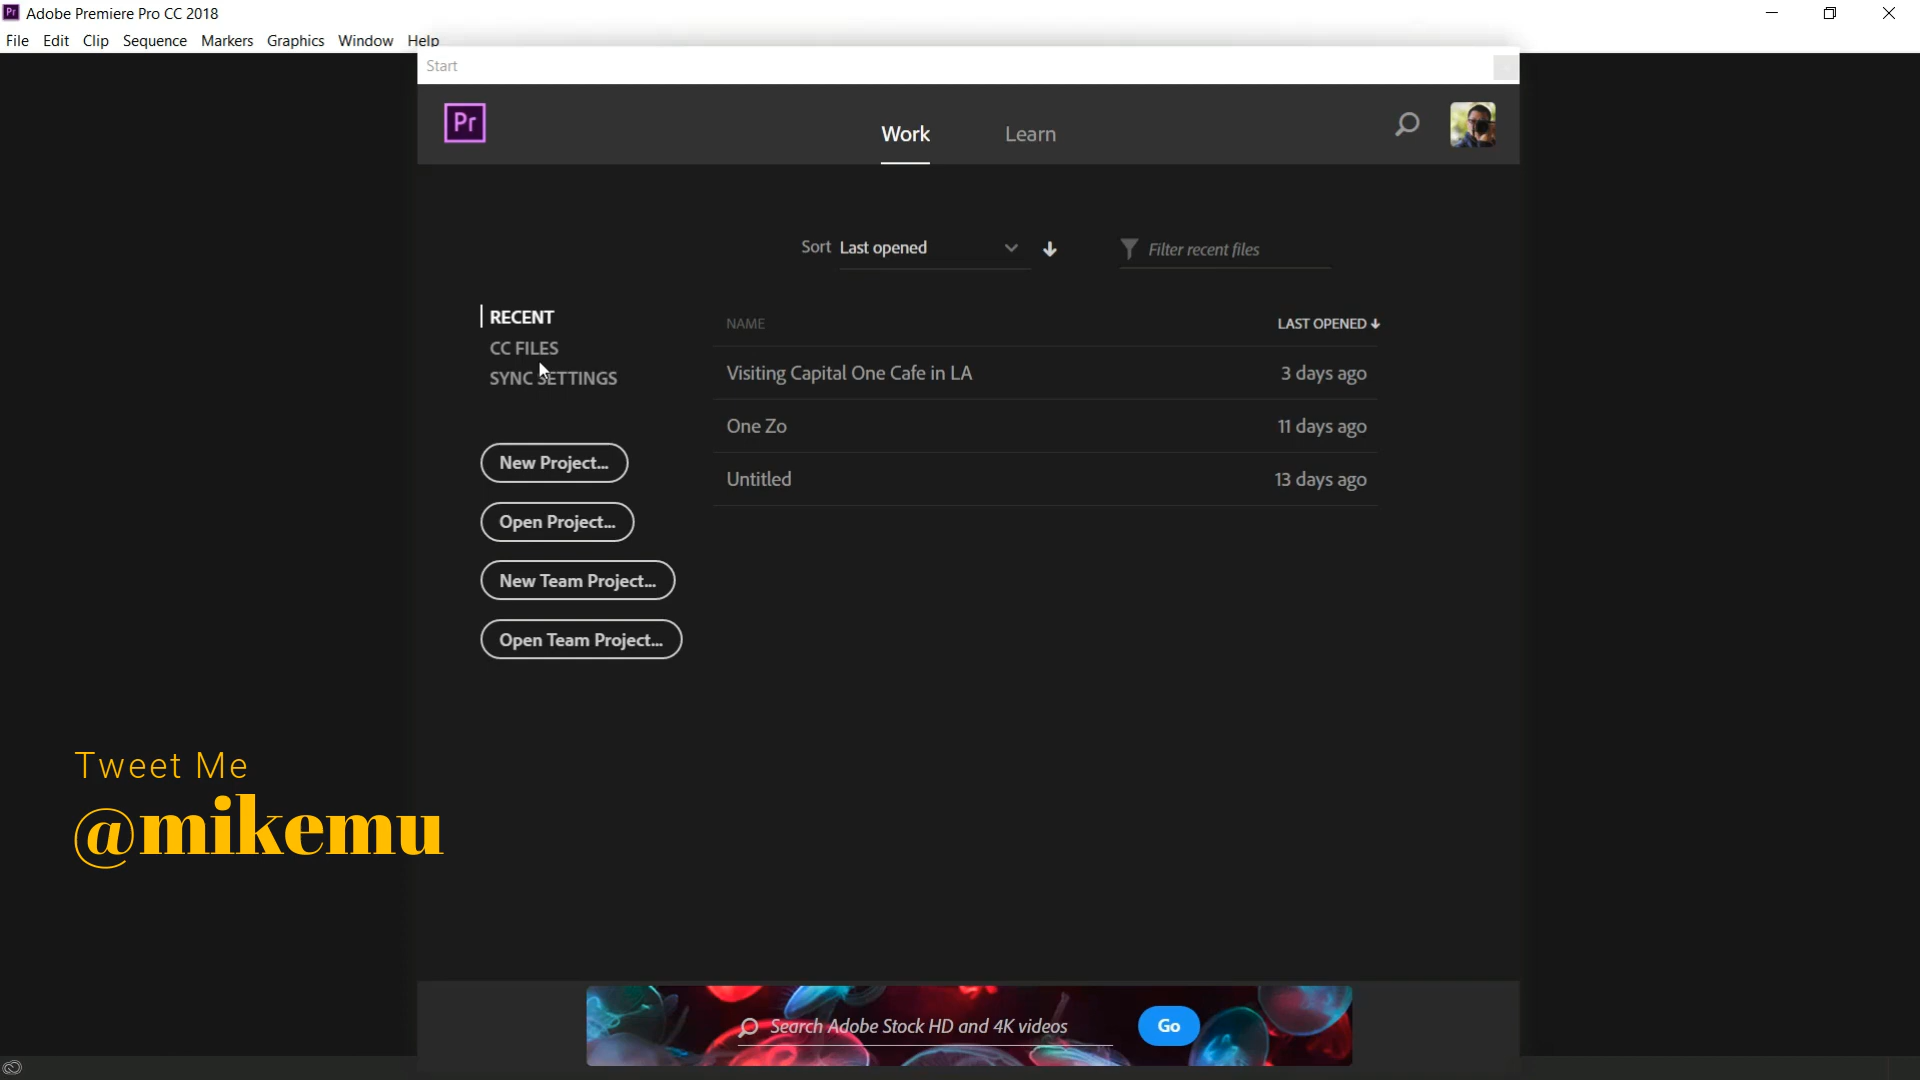 Pr Adobe Premiere Pro CC 2018
File Edit Clip Sequence Markers Graphics Window Help
Start
Pr
Work Learn
Sort Last opened
Filter recent files
RECENT
CC FILES
SYNC SETTINGS
NAME LAST OPENED
Visiting Capital One Cafe in LA 3 days ago
One Zo 11 days ago
Untitled 13 days ago
New Project...
Open Project...
New Team Project...
Open Team Project...
Tweet Me
@mikemu
Search Adobe Stock HD and 4K videos Go